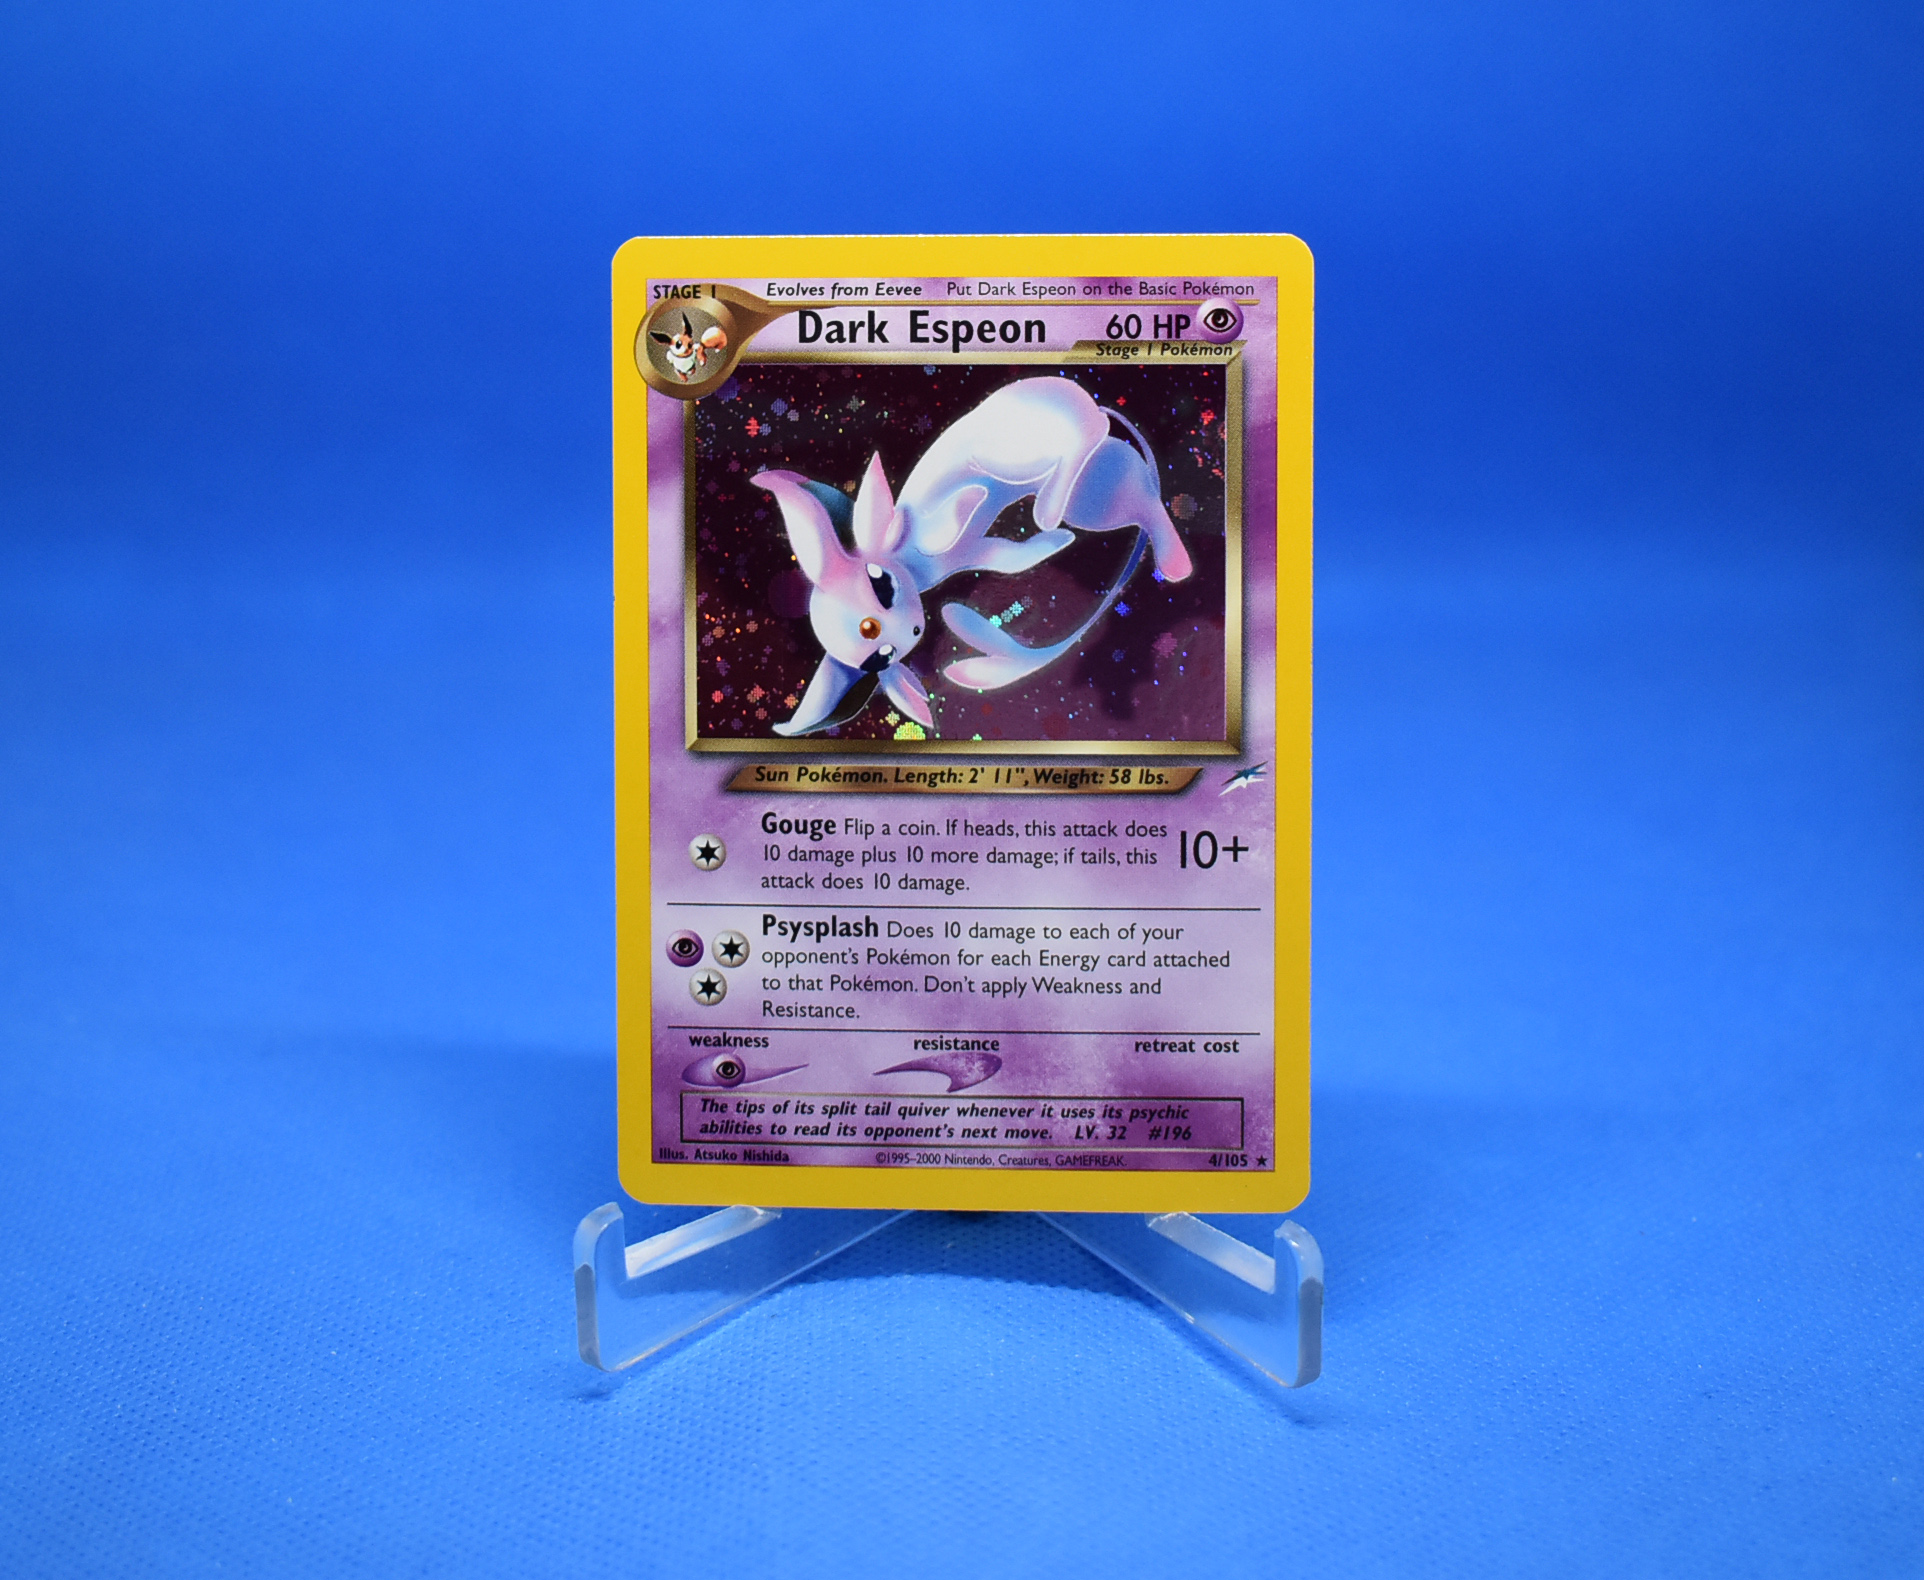 STAGE 1 Evolves from Eevee Put Dark Espeon on the Basic Pokémon
Dark Espeon 60 HP
Stage 1 Pokémon
Sun Pokémon. Length: 2' 11", Weight: 58 lbs.
Gouge Flip a coin. If heads, this attack does
10 damage plus 10 more damage; if tails, this
attack does 10 damage.
10+
Psysplash Does 10 damage to each of your
opponent's Pokémon for each Energy card attached
to that Pokémon. Don't apply Weakness and
Resistance.
weakness resistance retreat cost
The tips of its split tail quiver whenever it uses its psychic
abilities to read its opponent's next move. LV. 32 #196
Illus. Atsuko Nishida ©1995–2000 Nintendo, Creatures, GAMEFREAK. 4/105 ★